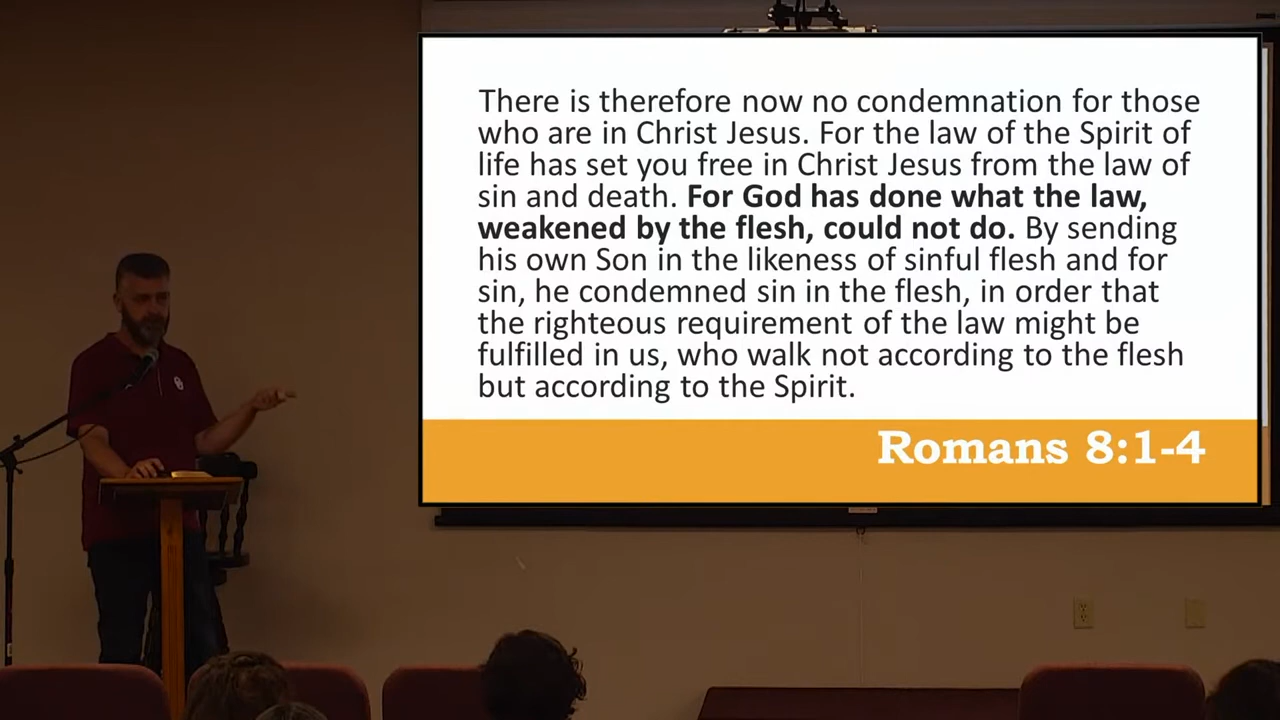 There is therefore now no condemnation for those
who are in Christ Jesus. For the law of the Spirit of
life has set you free in Christ Jesus from the law of
sin and death. For God has done what the law,
weakened by the flesh, could not do. By sending
his own Son in the likeness of sinful flesh and for
sin, he condemned sin in the flesh, in order that
the righteous requirement of the law might be
fulfilled in us, who walk not according to the flesh
but according to the Spirit.
Romans 8:1-4